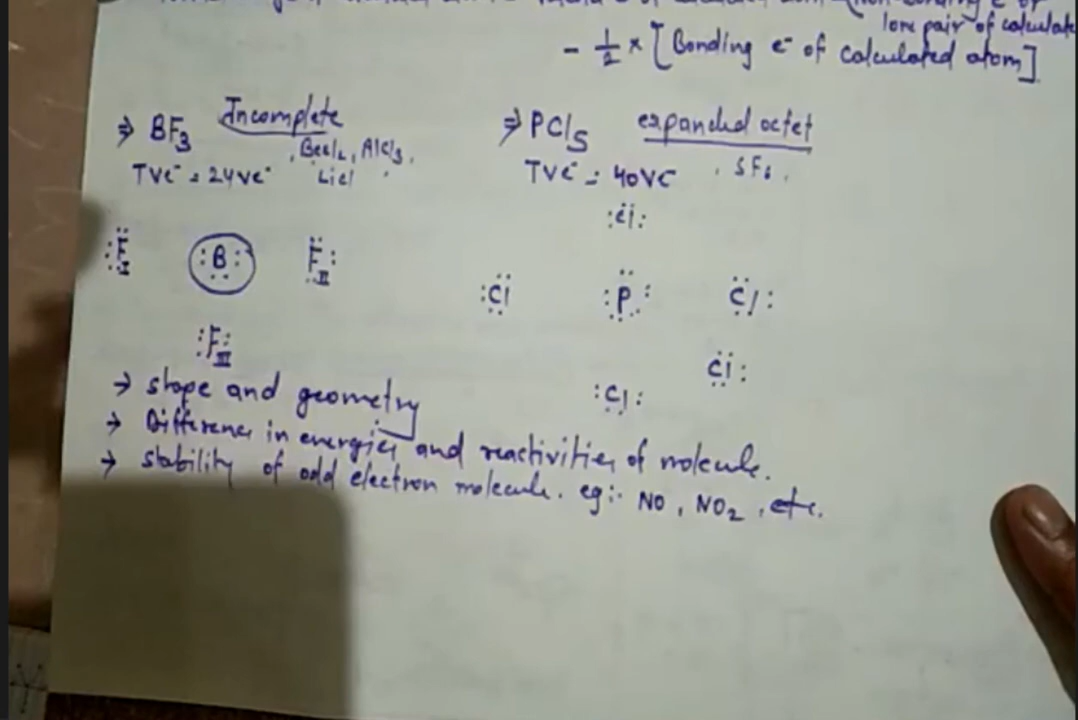 lone pair of calculate
- 1/2 × [Bonding e⁻ of calculated atom]
⇒ BF₃ Incomplete
, BeCl₂, AlCl₃.
LiCl
TVe⁻ = 24ve⁻
⇒ PCl₅ expanded octet
TVe⁻ = 40VC , SF₆.
:Cl:
:F I :B: F: II
:Cl :P: Cl:
:F: III
Cl:
:Cl:
→ shape and geometry
→ Difference in energies and reactivities of molecule.
→ stability of odd electron molecule. eg:- NO, NO₂, etc.